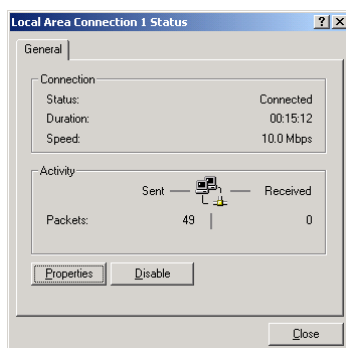 Local Area Connection 1 Status
General
Connection
Status: Connected
Duration: 00:15:12
Speed: 10.0 Mbps
Activity
Sent Received
Packets: 49 0
Properties Disable
Close